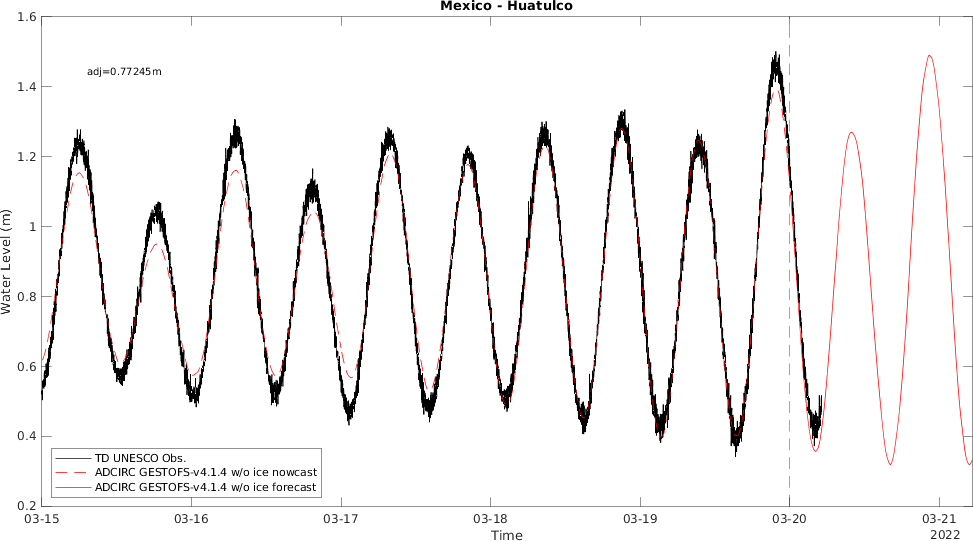 Mexico - Huatulco
1.6
1.4
1.2
1
0.8
0.6
0.4
0.2
Water Level (m)
adj=0.77245m
TD UNESCO Obs.
ADCIRC GESTOFS-v4.1.4 w/o ice nowcast
ADCIRC GESTOFS-v4.1.4 w/o ice forecast
03-15 03-16 03-17 03-18 03-19 03-20 03-21
Time
2022